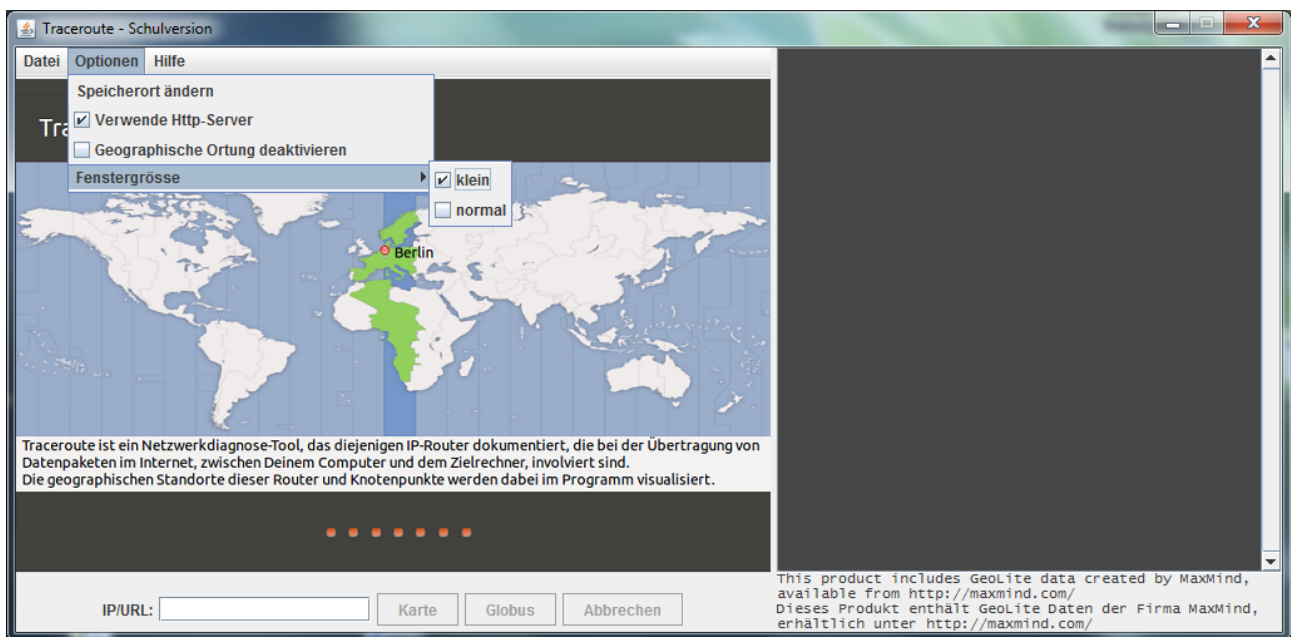 Traceroute - Schulversion
Datei Optionen Hilfe
Speicherort ändern
Verwende Http-Server
Geographische Ortung deaktivieren
Fenstergrösse
klein
normal
Berlin
Traceroute ist ein Netzwerkdiagnose-Tool, das diejenigen IP-Router dokumentiert, die bei der Übertragung von
Datenpaketen im Internet, zwischen Deinem Computer und dem Zielrechner, involviert sind.
Die geographischen Standorte dieser Router und Knotenpunkte werden dabei im Programm visualisiert.
IP/URL: Karte Globus Abbrechen
This product includes GeoLite data created by MaxMind,
available from http://maxmind.com/
Dieses Produkt enthält GeoLite Daten der Firma MaxMind,
erhältlich unter http://maxmind.com/